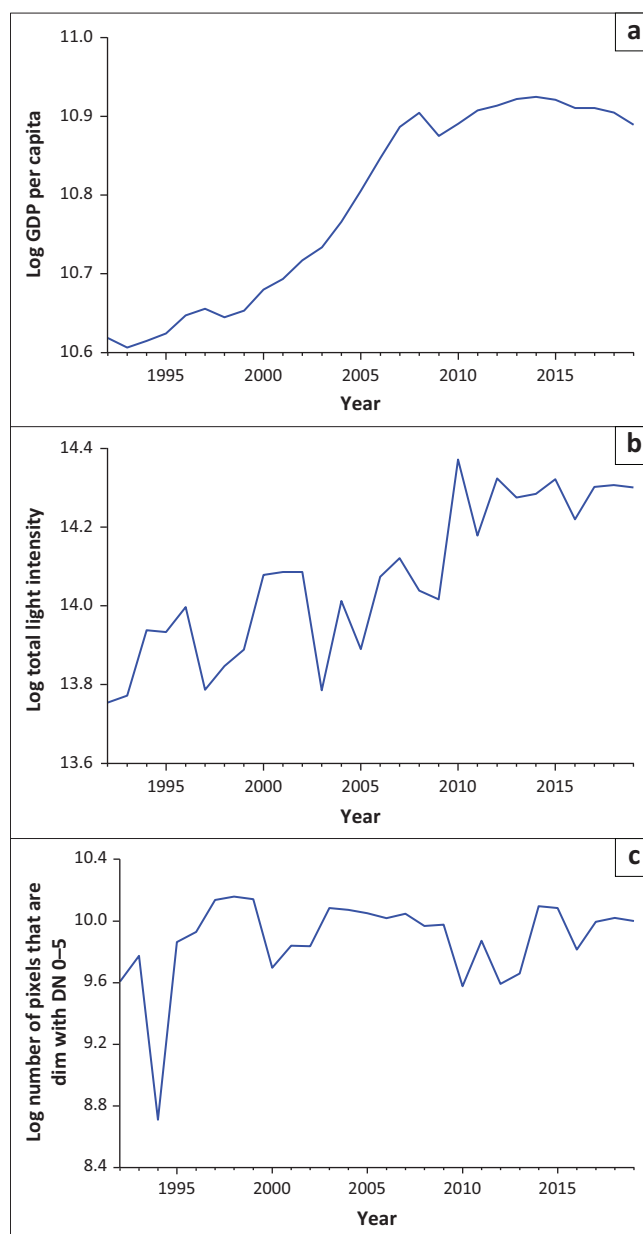 a
11.0
10.9
10.8
10.7
10.6
Log GDP per capita
1995 2000 2005 2010 2015
Year
b
14.4
14.2
14.0
13.8
13.6
Log total light intensity
1995 2000 2005 2010 2015
Year
c
10.4
10.0
9.6
9.2
8.8
8.4
Log number of pixels that are
dim with DN 0–5
1995 2000 2005 2010 2015
Year